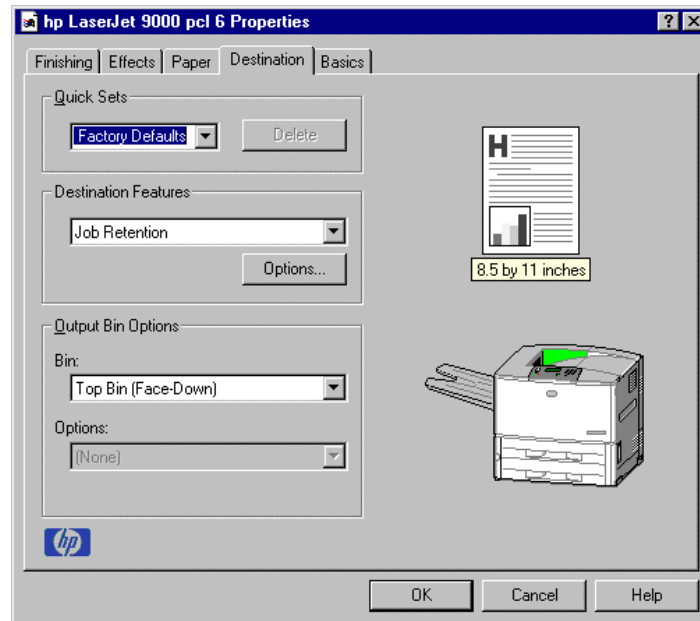 hp LaserJet 9000 pcl 6 Properties
Finishing Effects Paper Destination Basics
Quick Sets
Factory Defaults
Delete
Destination Features
Job Retention
Options...
Output Bin Options
Bin:
Top Bin (Face-Down)
Options:
(None)
H
8.5 by 11 inches
hp
OK
Cancel
Help